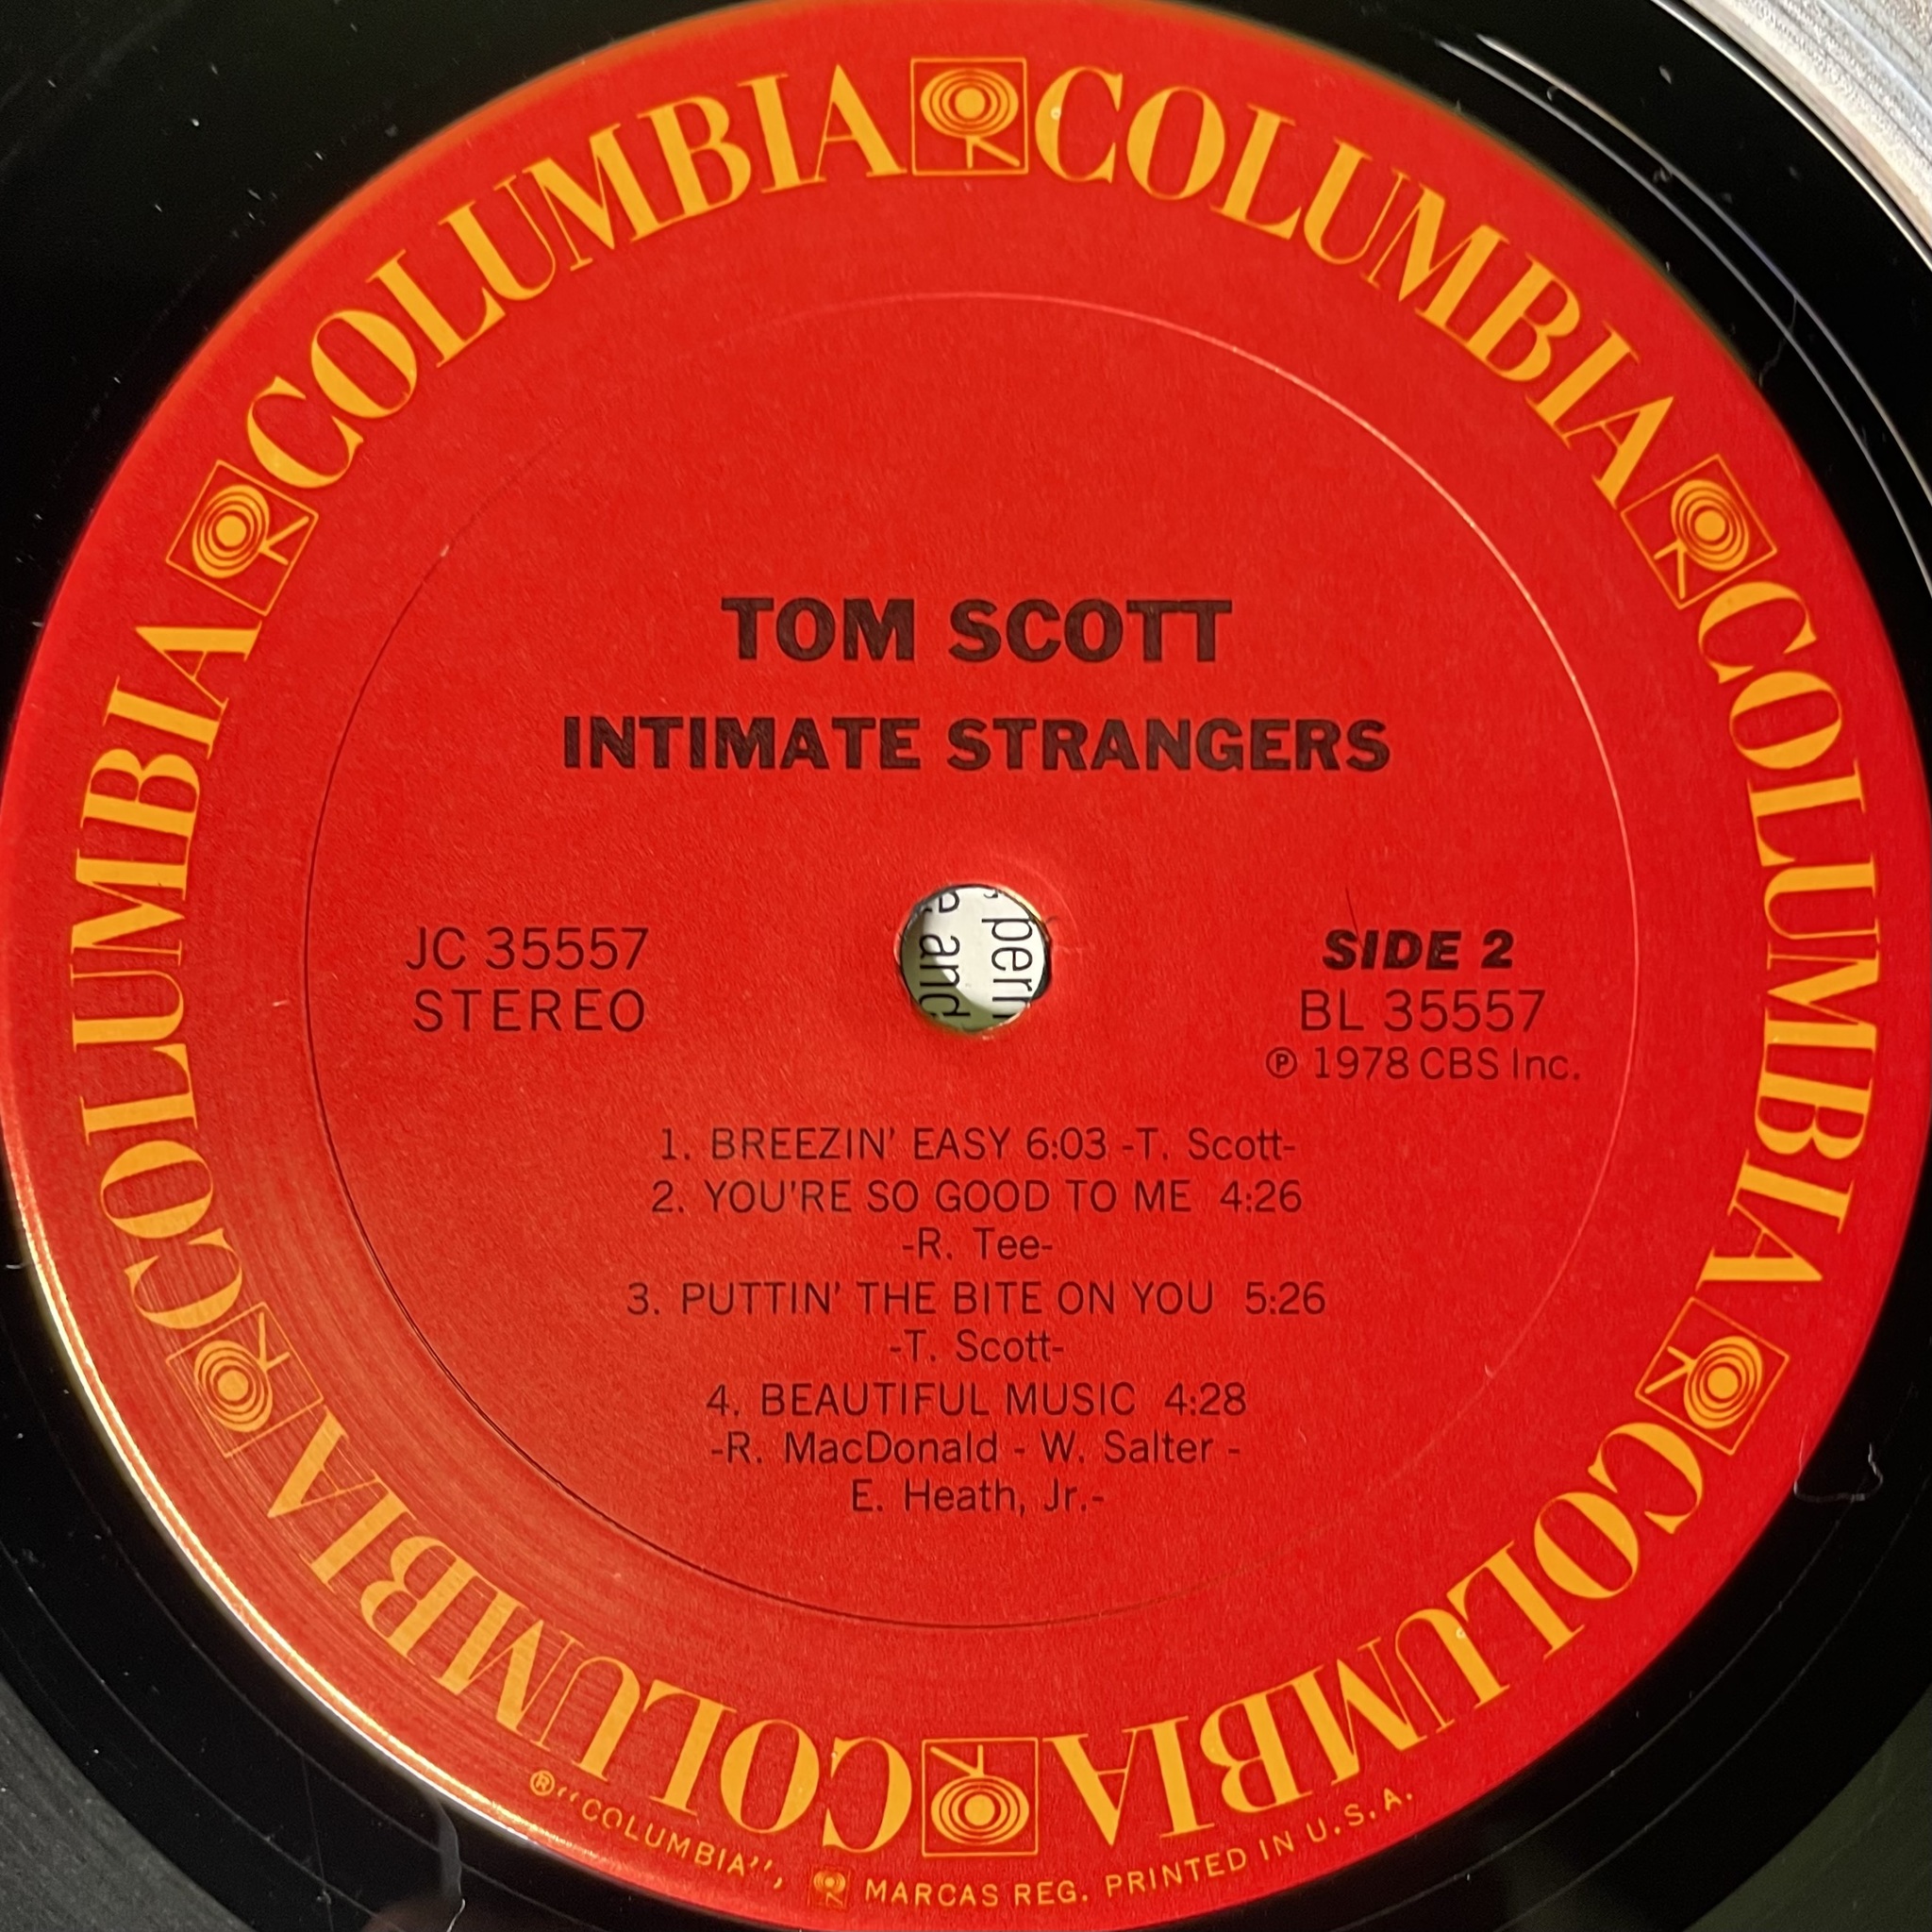 COLUMBIA COLUMBIA COLUMBIA COLUMBIA COLUMBIA COLUMBIA
TOM SCOTT
INTIMATE STRANGERS
JC 35557
STEREO
SIDE 2
BL 35557
℗ 1978 CBS Inc.
and
1. BREEZIN' EASY 6:03 -T. Scott-
2. YOU'RE SO GOOD TO ME 4:26
-R. Tee-
3. PUTTIN' THE BITE ON YOU 5:26
-T. Scott-
4. BEAUTIFUL MUSIC 4:28
-R. MacDonald - W. Salter -
E. Heath, Jr.-
® "COLUMBIA", MARCAS REG. PRINTED IN U.S.A.